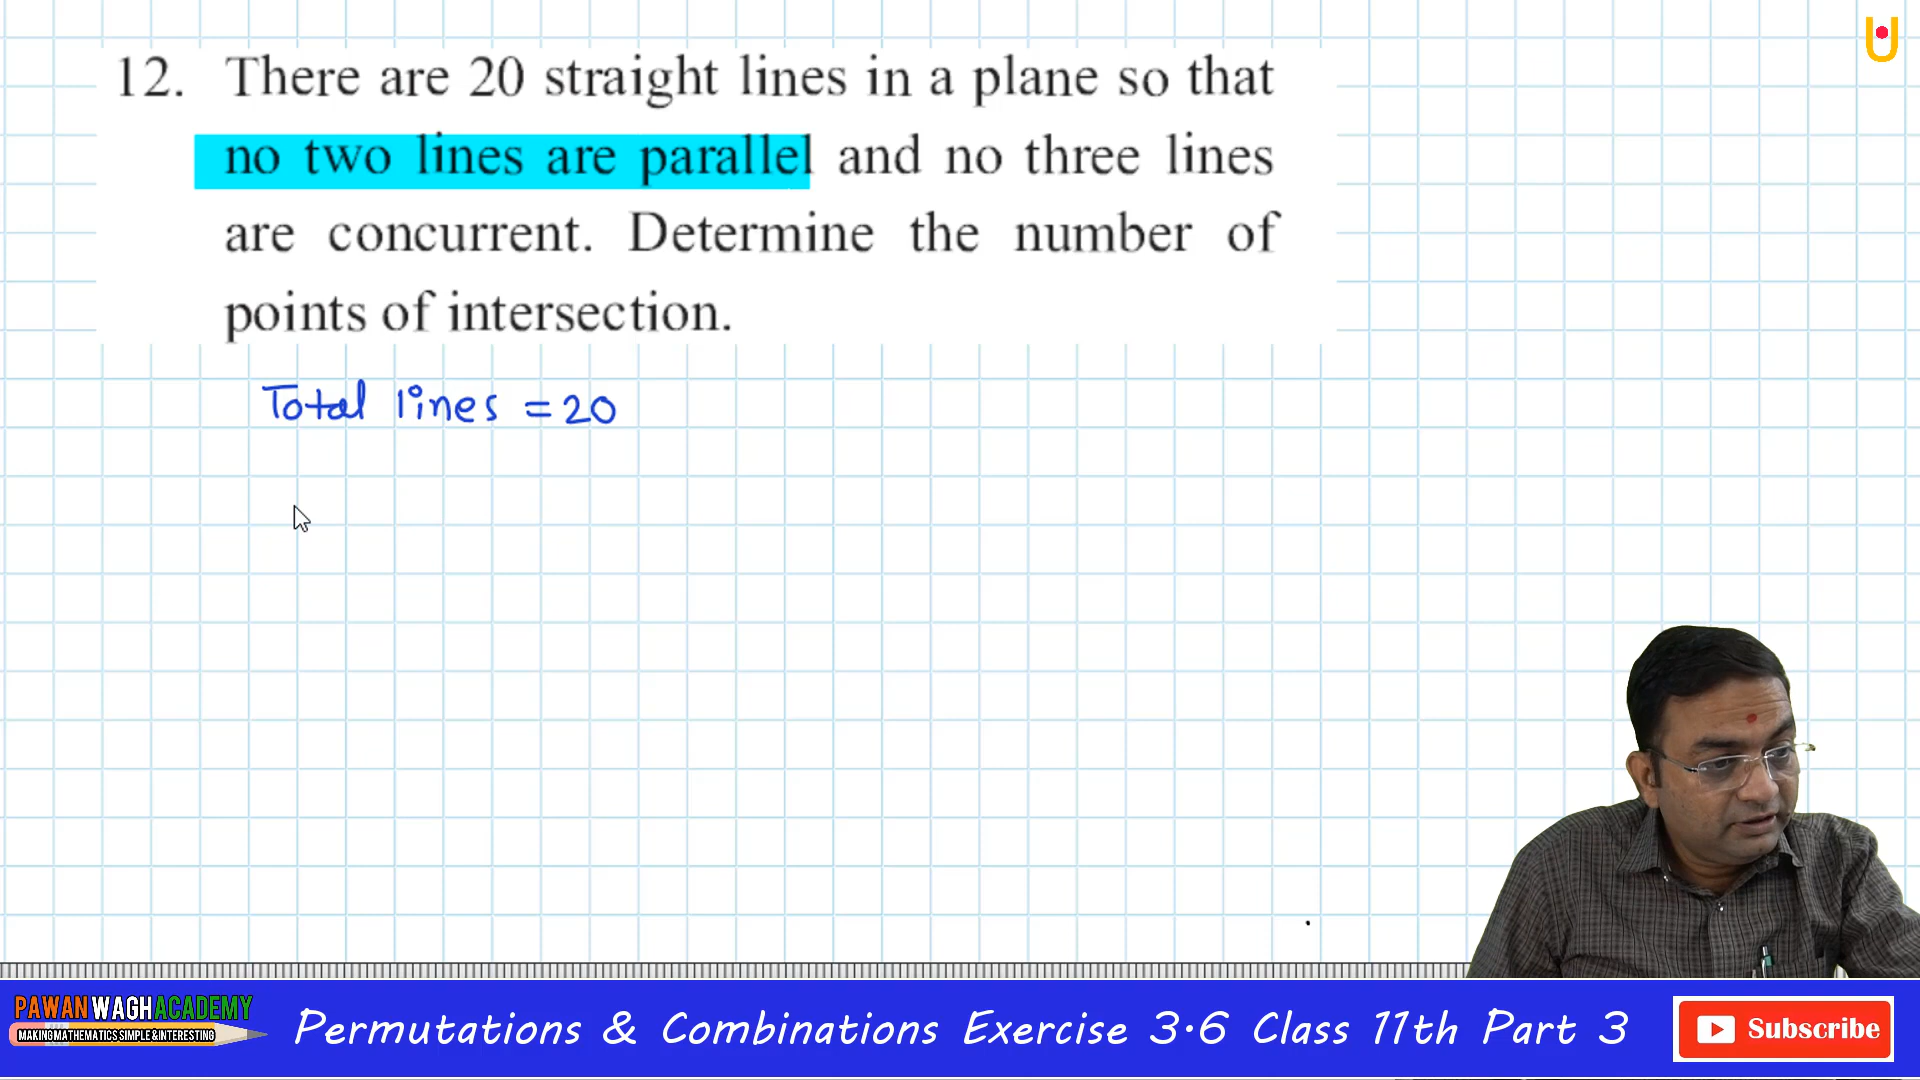 12. There are 20 straight lines in a plane so that
no two lines are parallel and no three lines
are concurrent. Determine the number of
points of intersection.
Total lines = 20
PAWAN WAGH ACADEMY
MAKING MATHEMATICS SIMPLE & INTERESTING
Permutations & Combinations Exercise 3.6 Class 11th Part 3
Subscribe